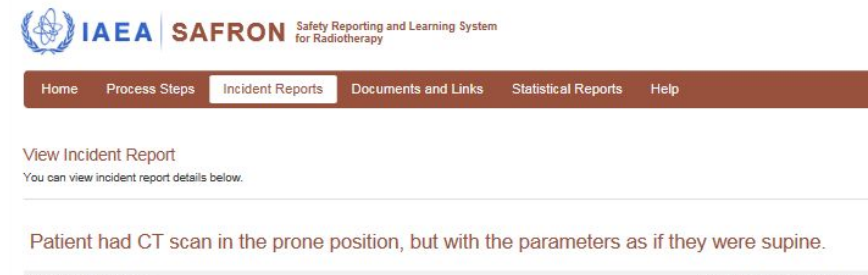 IAEA SAFRON Safety Reporting and Learning System
for Radiotherapy
Home Process Steps Incident Reports Documents and Links Statistical Reports Help
View Incident Report
You can view incident report details below.
Patient had CT scan in the prone position, but with the parameters as if they were supine.